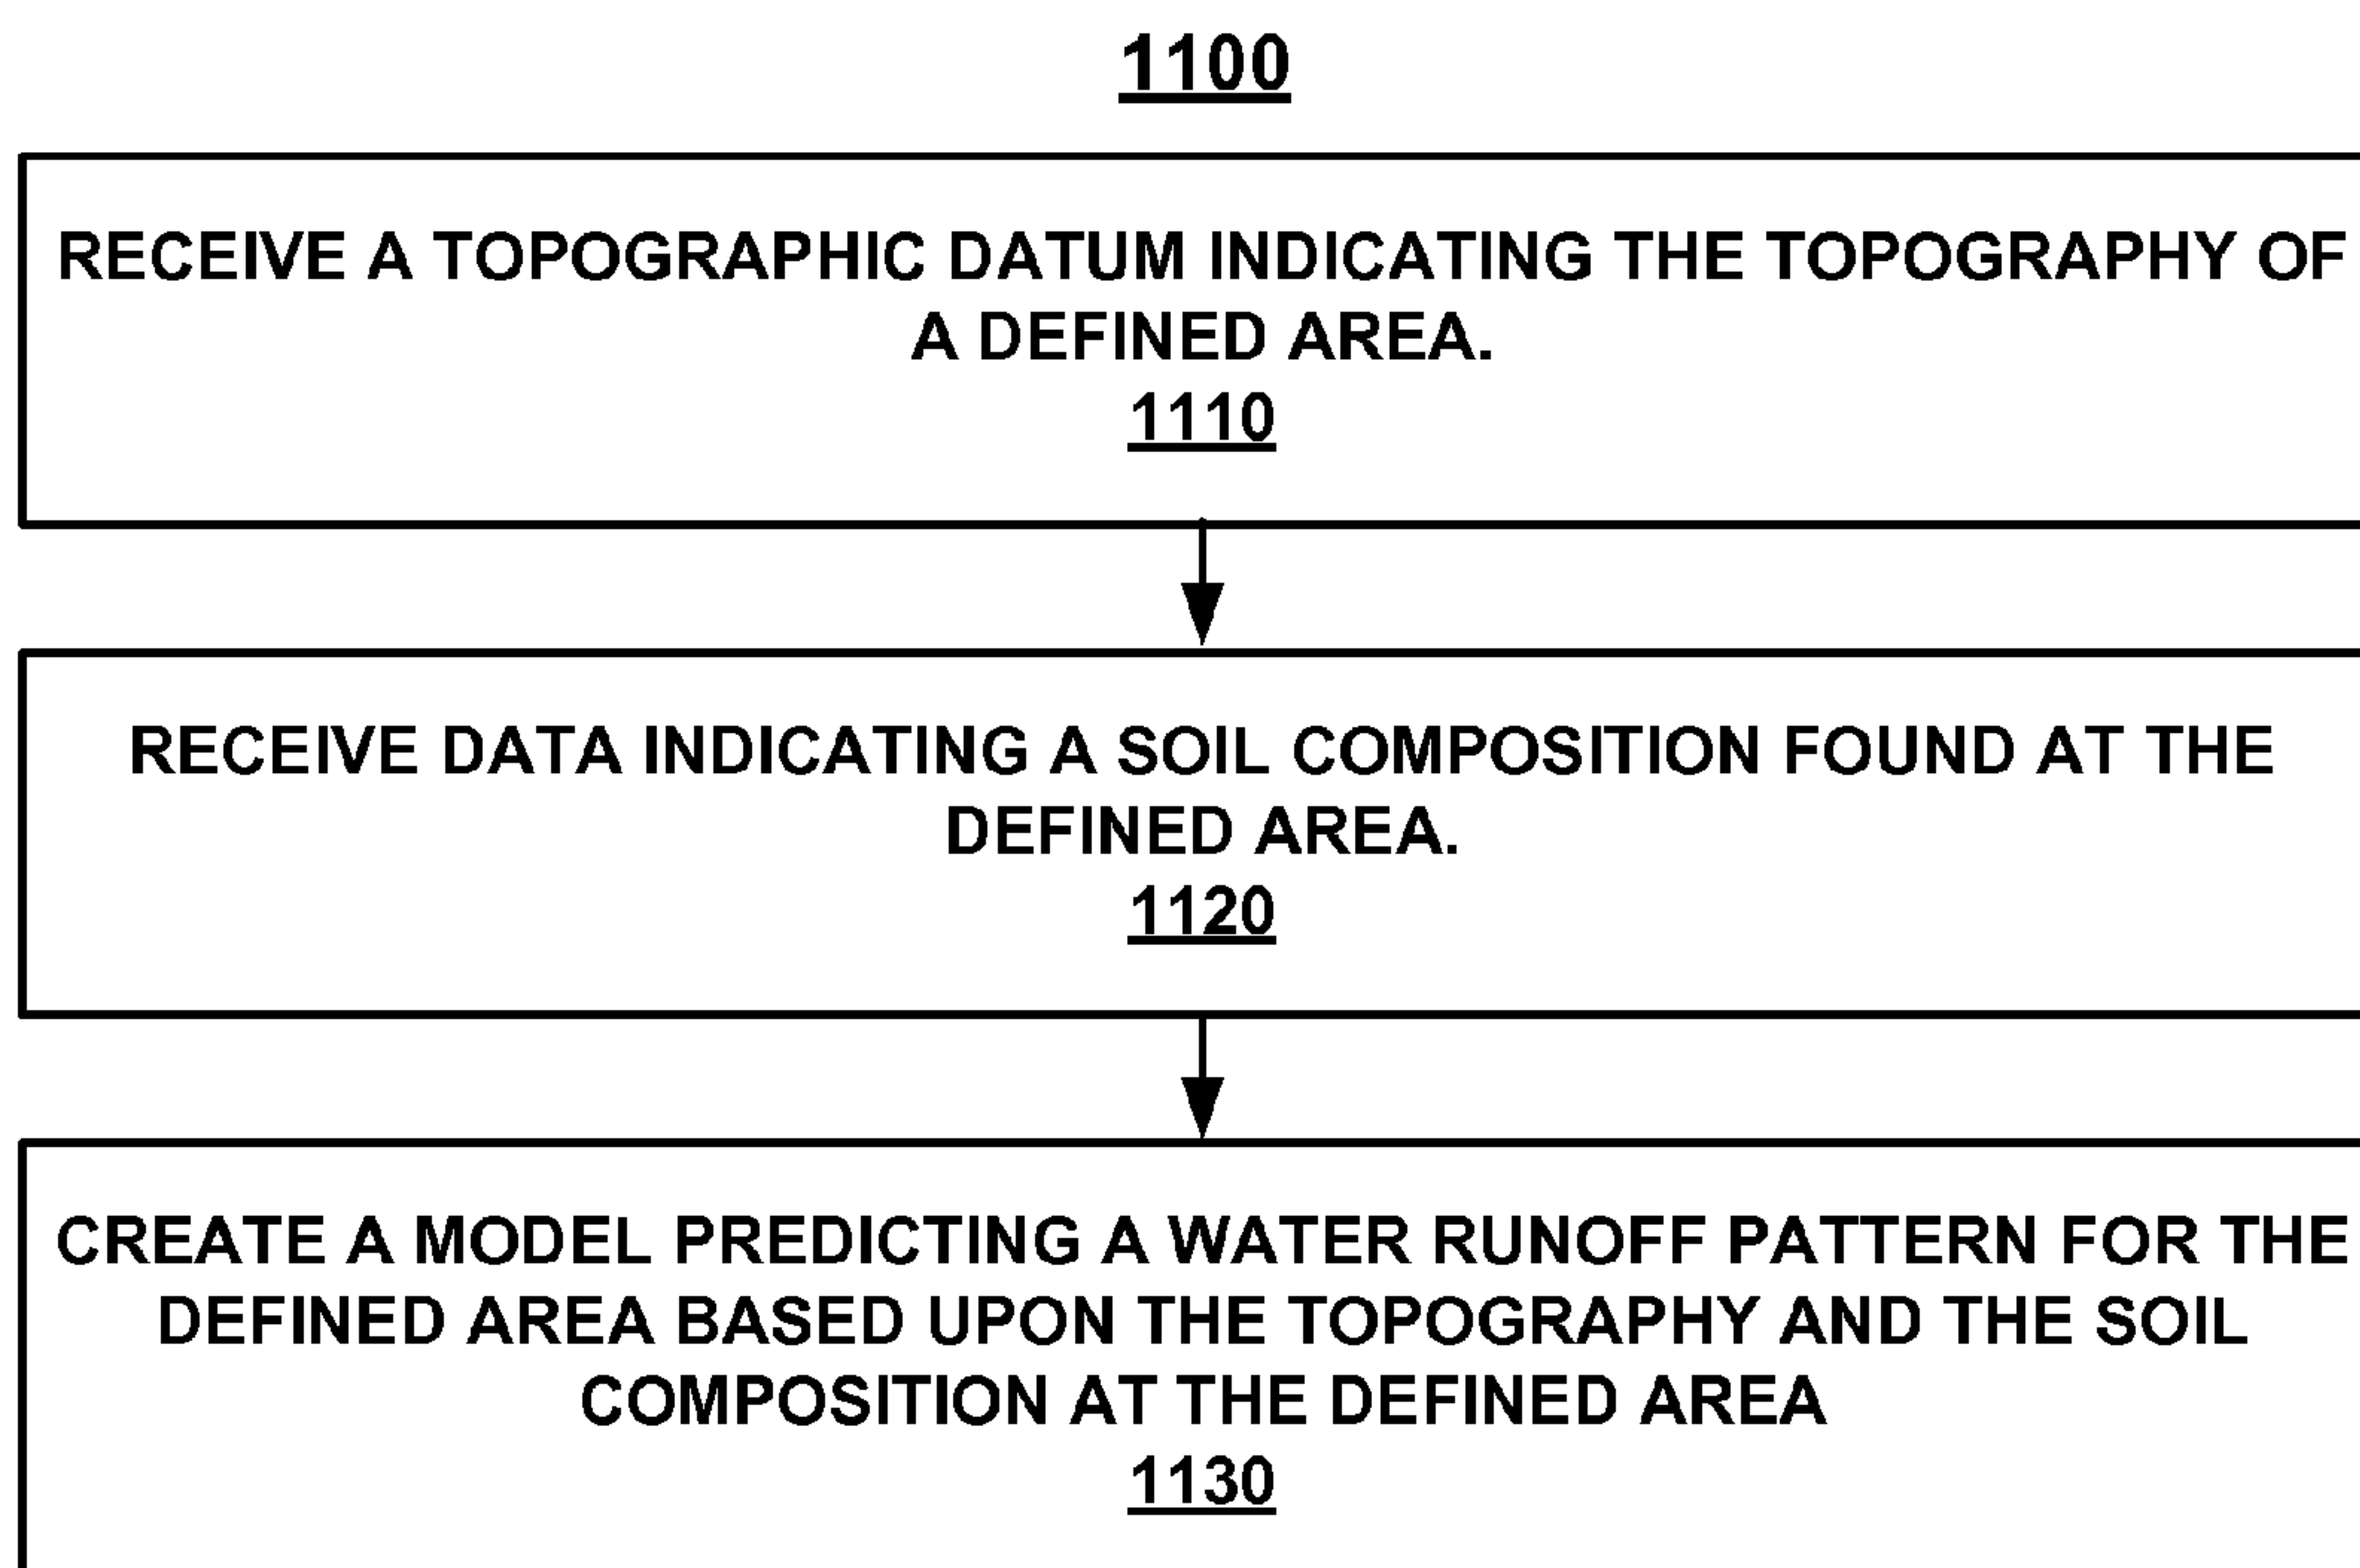 1100
RECEIVE A TOPOGRAPHIC DATUM INDICATING THE TOPOGRAPHY OF
A DEFINED AREA.
1110
RECEIVE DATA INDICATING A SOIL COMPOSITION FOUND AT THE
DEFINED AREA.
1120
CREATE A MODEL PREDICTING A WATER RUNOFF PATTERN FOR THE
DEFINED AREA BASED UPON THE TOPOGRAPHY AND THE SOIL
COMPOSITION AT THE DEFINED AREA
1130